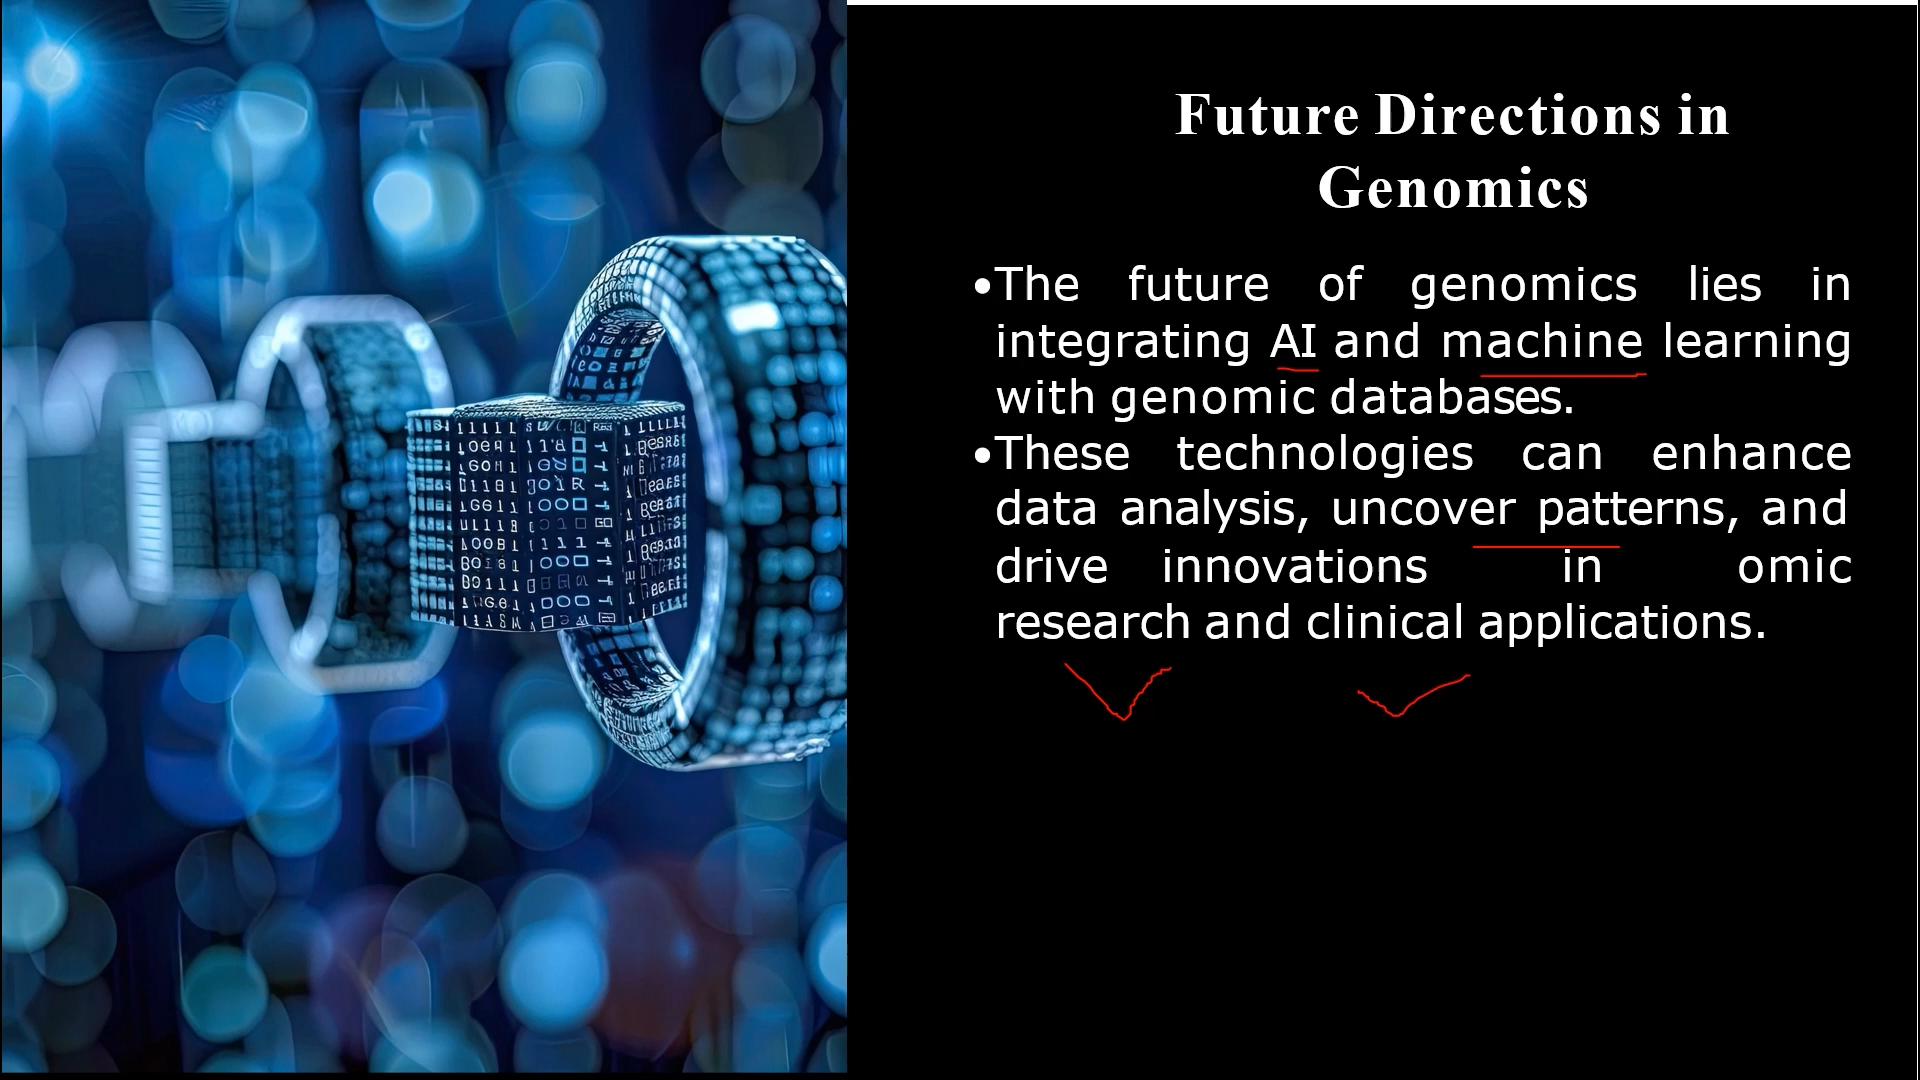 Future Directions in
Genomics
•The future of genomics lies in
integrating AI and machine learning
with genomic databases.
•These technologies can enhance
data analysis, uncover patterns, and
drive innovations in omic
research and clinical applications.